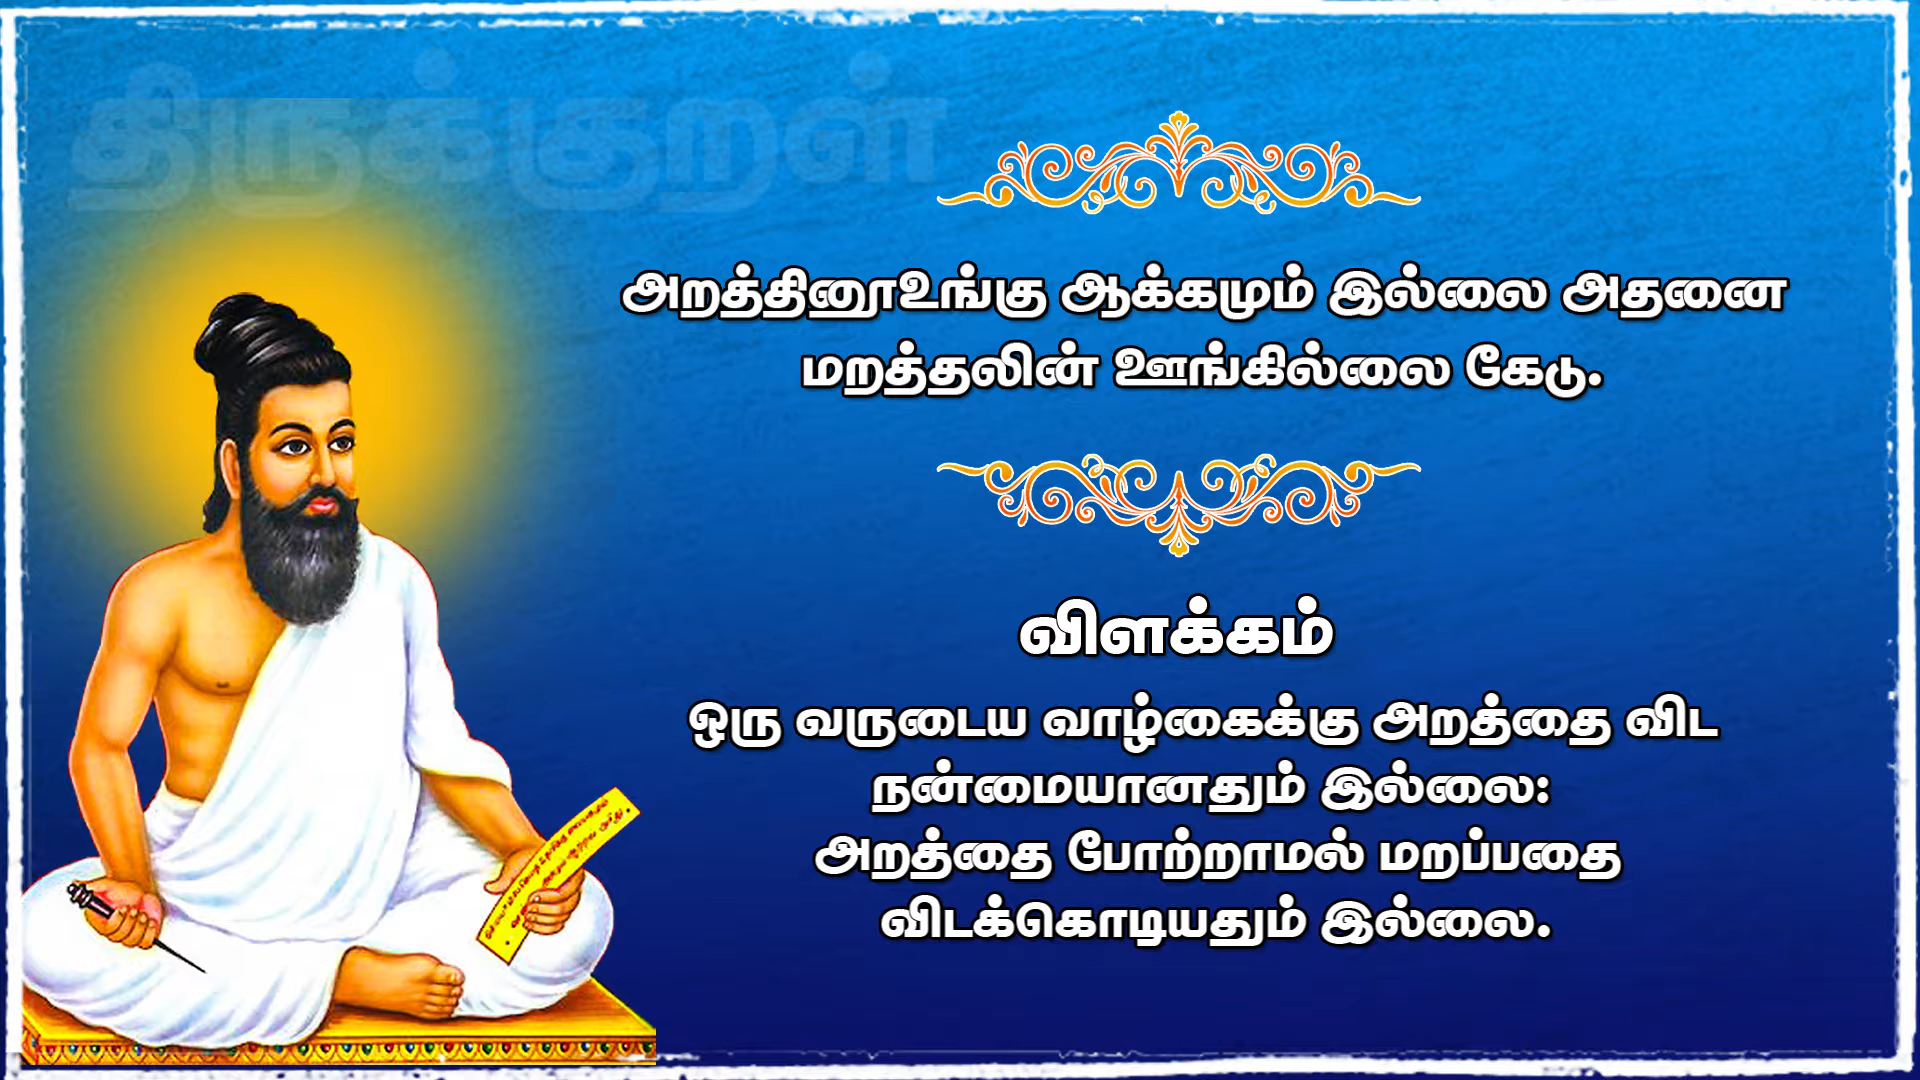 திருக்குறள்
அறத்தினூஉங்கு ஆக்கமும் இல்லை அதனை
மறத்தலின் ஊங்கில்லை கேடு.
விளக்கம்
ஒரு வருடைய வாழ்கைக்கு அறத்தை விட
நன்மையானதும் இல்லை:
அறத்தை போற்றாமல் மறப்பதை
விடக்கொடியதும் இல்லை.